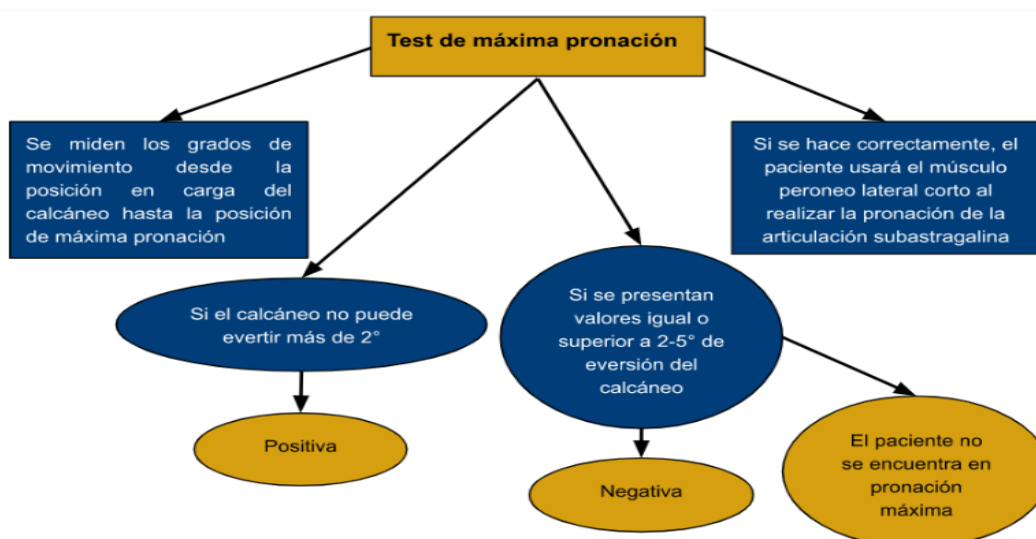 Test de máxima pronación
Se miden los grados de
movimiento desde la
posición en carga del
calcáneo hasta la posición
de máxima pronación
Si se hace correctamente, el
paciente usará el músculo
peroneo lateral corto al
realizar la pronación de la
articulación subastragalina
Si el calcáneo no puede
evertir más de 2°
Si se presentan
valores igual o
superior a 2-5° de
eversión del
calcáneo
Positiva
Negativa
El paciente no
se encuentra en
pronación
máxima